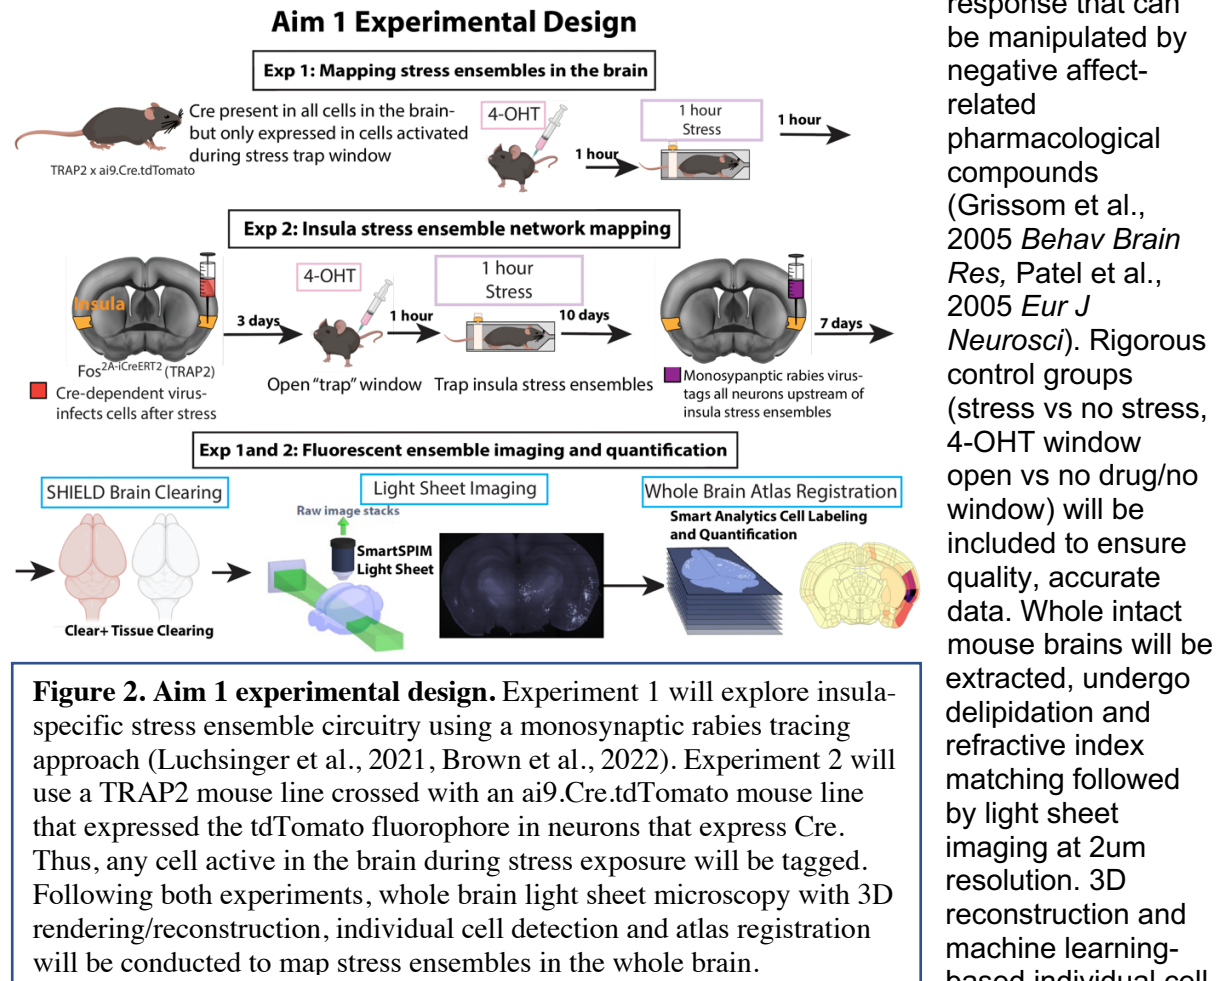 Aim 1 Experimental Design
Exp 1: Mapping stress ensembles in the brain
Cre present in all cells in the brain-
but only expressed in cells activated
during stress trap window
TRAP2 x ai9.Cre.tdTomato
4-OHT
1 hour
1 hour
Stress
1 hour
Exp 2: Insula stress ensemble network mapping
Insula
Fos2A-iCreERT2 (TRAP2)
Cre-dependent virus-
infects cells after stress
3 days
4-OHT
Open “trap” window
1 hour
1 hour
Stress
Trap insula stress ensembles
10 days
Monosypanptic rabies virus-
tags all neurons upstream of
insula stress ensembles
7 days
Exp 1and 2: Fluorescent ensemble imaging and quantification
SHIELD Brain Clearing
Clear+ Tissue Clearing
Light Sheet Imaging
Raw image stacks
SmartSPIM
Light Sheet
Whole Brain Atlas Registration
Smart Analytics Cell Labeling
and Quantification
Figure 2. Aim 1 experimental design. Experiment 1 will explore insula-
specific stress ensemble circuitry using a monosynaptic rabies tracing
approach (Luchsinger et al., 2021, Brown et al., 2022). Experiment 2 will
use a TRAP2 mouse line crossed with an ai9.Cre.tdTomato mouse line
that expressed the tdTomato fluorophore in neurons that express Cre.
Thus, any cell active in the brain during stress exposure will be tagged.
Following both experiments, whole brain light sheet microscopy with 3D
rendering/reconstruction, individual cell detection and atlas registration
will be conducted to map stress ensembles in the whole brain.
response that can
be manipulated by
negative affect-
related
pharmacological
compounds
(Grissom et al.,
2005 Behav Brain
Res, Patel et al.,
2005 Eur J
Neurosci). Rigorous
control groups
(stress vs no stress,
4-OHT window
open vs no drug/no
window) will be
included to ensure
quality, accurate
data. Whole intact
mouse brains will be
extracted, undergo
delipidation and
refractive index
matching followed
by light sheet
imaging at 2um
resolution. 3D
reconstruction and
machine learning-
based individual cell